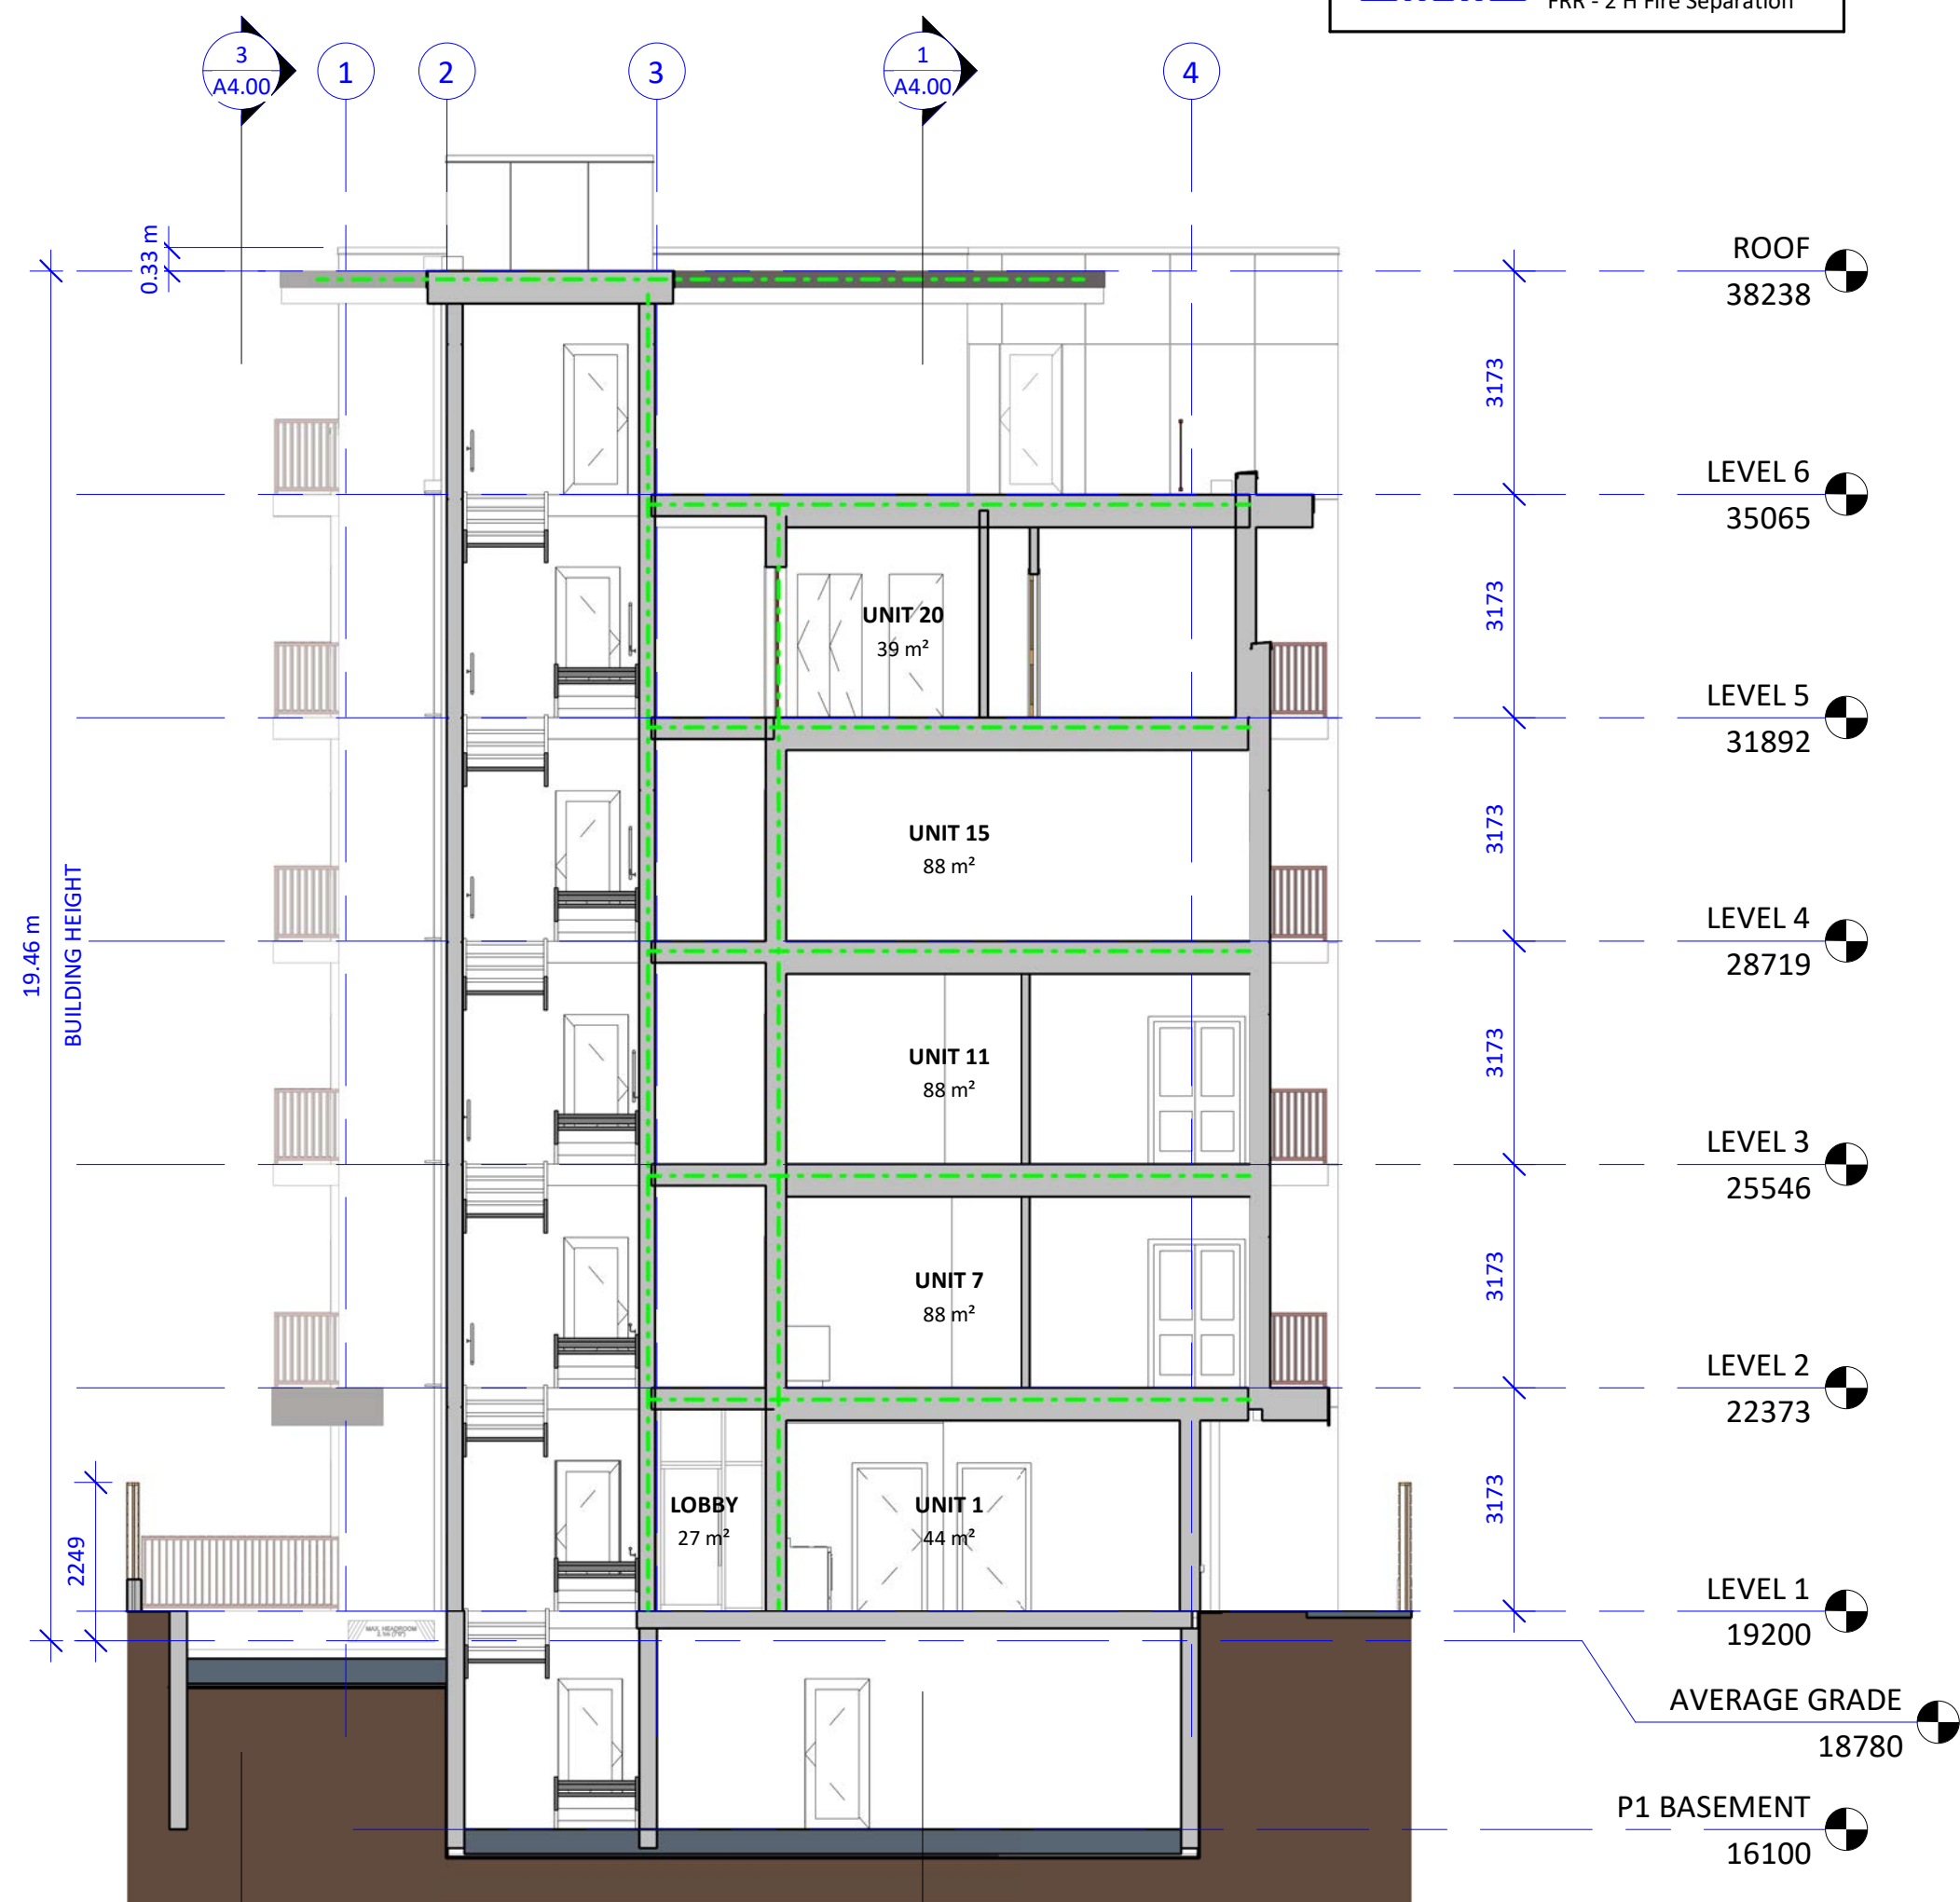 FRR - 2 H Fire Separation
3
A4.00
1
2
3
1
A4.00
4
0.33 m
ROOF
38238
3173
LEVEL 6
35065
3173
UNIT 20
39 m²
LEVEL 5
31892
3173
UNIT 15
88 m²
19.46 m
BUILDING HEIGHT
LEVEL 4
28719
3173
UNIT 11
88 m²
LEVEL 3
25546
3173
UNIT 7
88 m²
LEVEL 2
22373
3173
LOBBY
27 m²
UNIT 1
44 m²
2249
LEVEL 1
19200
MAX. HEADROOM
AVERAGE GRADE
18780
P1 BASEMENT
16100